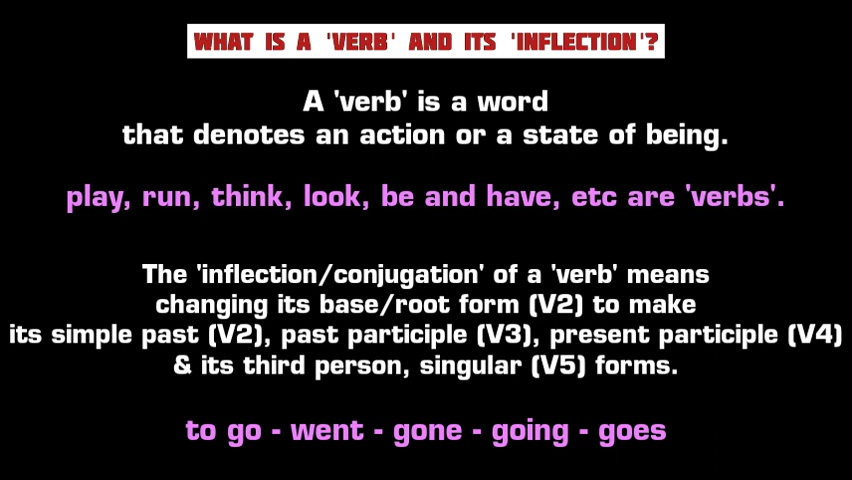 WHAT IS A 'VERB' AND ITS 'INFLECTION'?
A 'verb' is a word
that denotes an action or a state of being.
play, run, think, look, be and have, etc are 'verbs'.
The 'inflection/conjugation' of a 'verb' means
changing its base/root form (V2) to make
its simple past (V2), past participle (V3), present participle (V4)
& its third person, singular (V5) forms.
to go - went - gone - going - goes